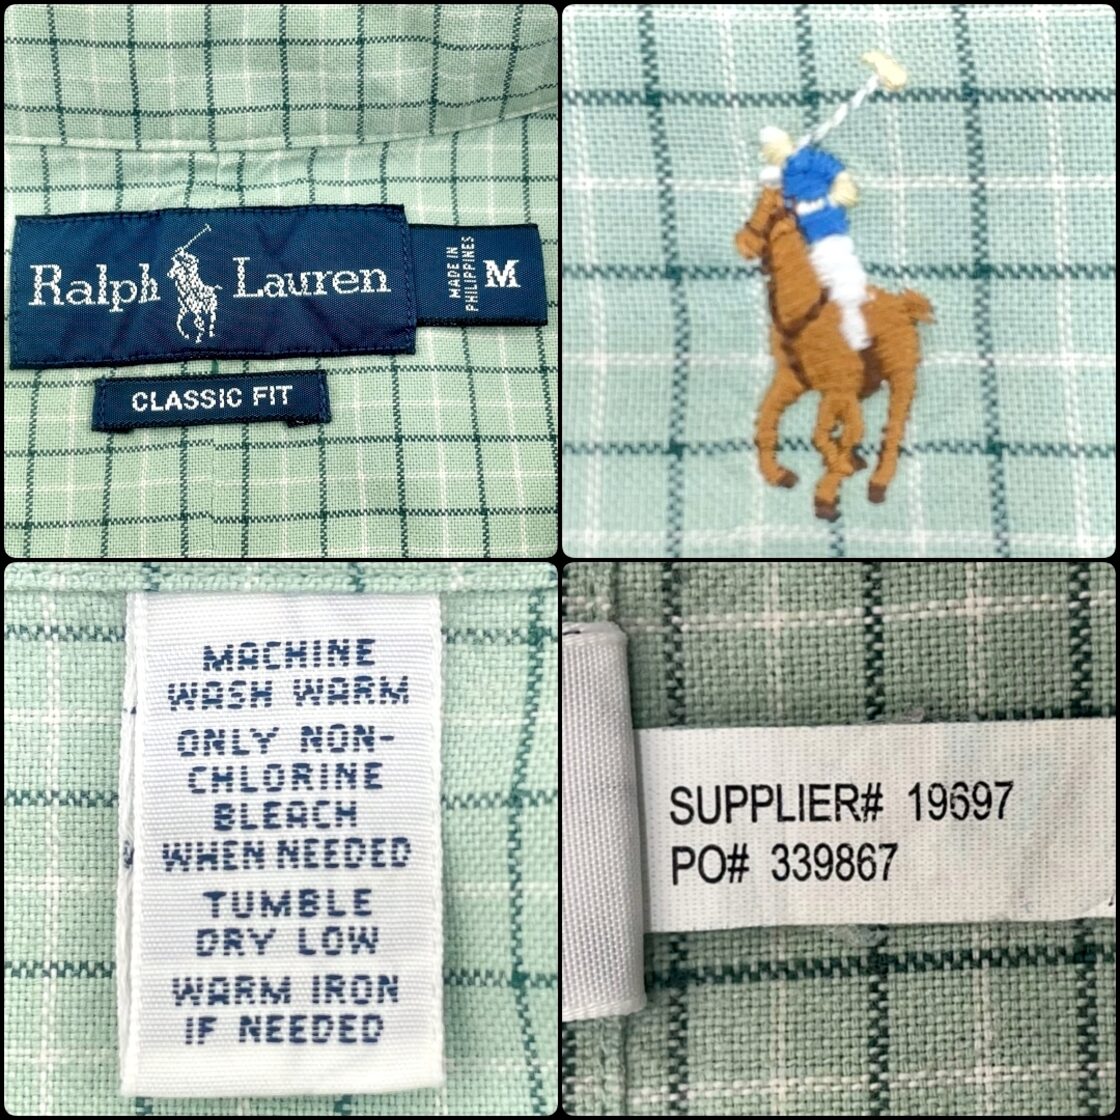 Ralph Lauren
MADE IN
PHILIPPINES
M
CLASSIC FIT
MACHINE
WASH WARM
ONLY NON-
CHLORINE
BLEACH
WHEN NEEDED
TUMBLE
DRY LOW
WARM IRON
IF NEEDED
SUPPLIER# 19697
PO# 339867